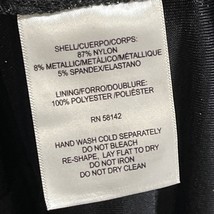 SHELL/CUERPO/CORPS:
87% NYLON
8% METALLIC/METÁLICO/MÉTALLIQUE
5% SPANDEX/ELASTANO
LINING/FORRO/DOUBLURE:
100% POLYESTER /POLIÉSTER
RN 58142
HAND WASH COLD SEPARATELY
DO NOT BLEACH
RE-SHAPE, LAY FLAT TO DRY
DO NOT IRON
DO NOT DRY CLEAN